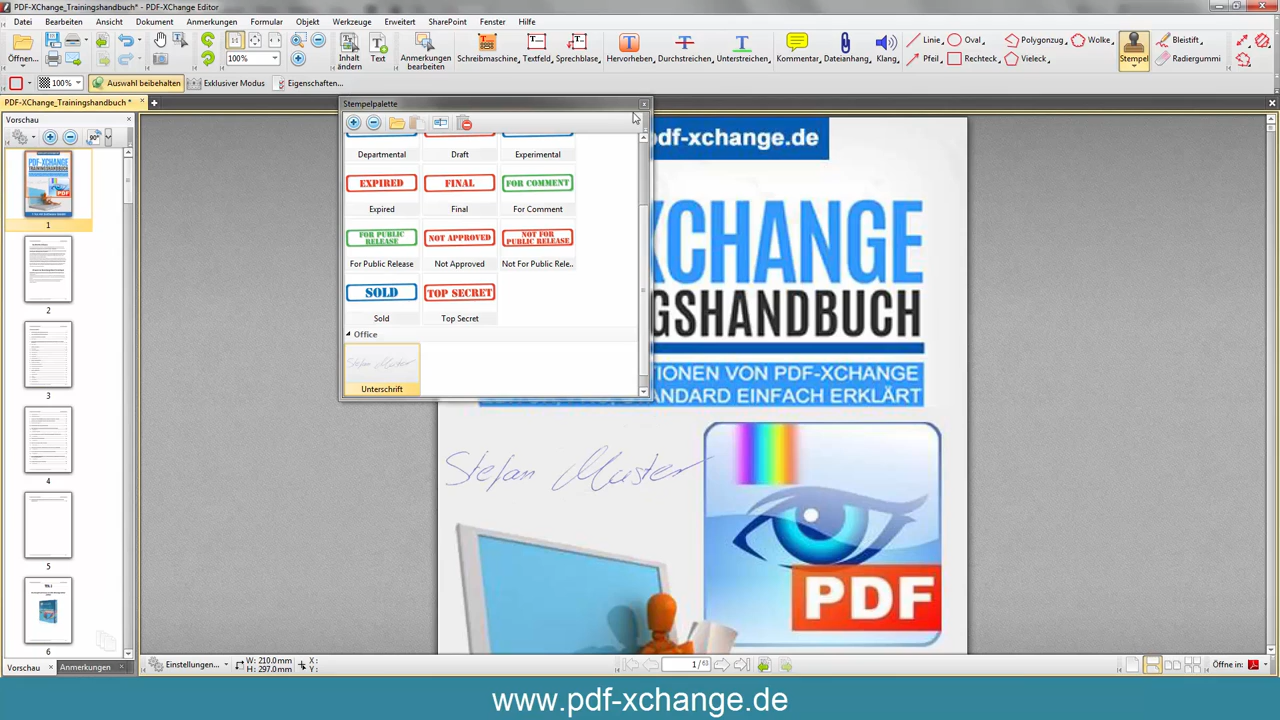 PDF-XChange_Trainingshandbuch* - PDF-XChange Editor
Datei Bearbeiten Ansicht Dokument Anmerkungen Formular Objekt Werkzeuge Erweitert SharePoint Fenster Hilfe
Öffnen...
100%
Inhalt ändern
Text
Anmerkungen bearbeiten
Schreibmaschine
Textfeld
Sprechblase
Hervorheben
Durchstreichen
Unterstreichen
Kommentar
Dateianhang
Klang
Linie
Pfeil
Oval
Rechteck
Polygonzug
Vieleck
Wolke
Stempel
Bleistift
Radiergummi
100% Auswahl beibehalten Exklusiver Modus Eigenschaften...
PDF-XChange_Trainingshandbuch *
Vorschau
90°
1
2
3
4
5
6
Vorschau Anmerkungen
Stempelpalette
Departmental Draft Experimental
EXPIRED FINAL FOR COMMENT
Expired Final For Comment
FOR PUBLIC RELEASE NOT APPROVED NOT FOR PUBLIC RELEASE
For Public Release Not Approved Not For Public Rele..
SOLD TOP SECRET
Sold Top Secret
Office
Stefan Muster
Unterschrift
pdf-xchange.de
XCHANGE
GSHANDBUCH
IONEN VON PDF-XCHANGE
STANDARD EINFACH ERKLÄRT
Stefan Muster
PDF
Einstellungen...
W: 210.0mm
H: 297.0mm
X:
Y:
1 / 63
Öffne in:
www.pdf-xchange.de